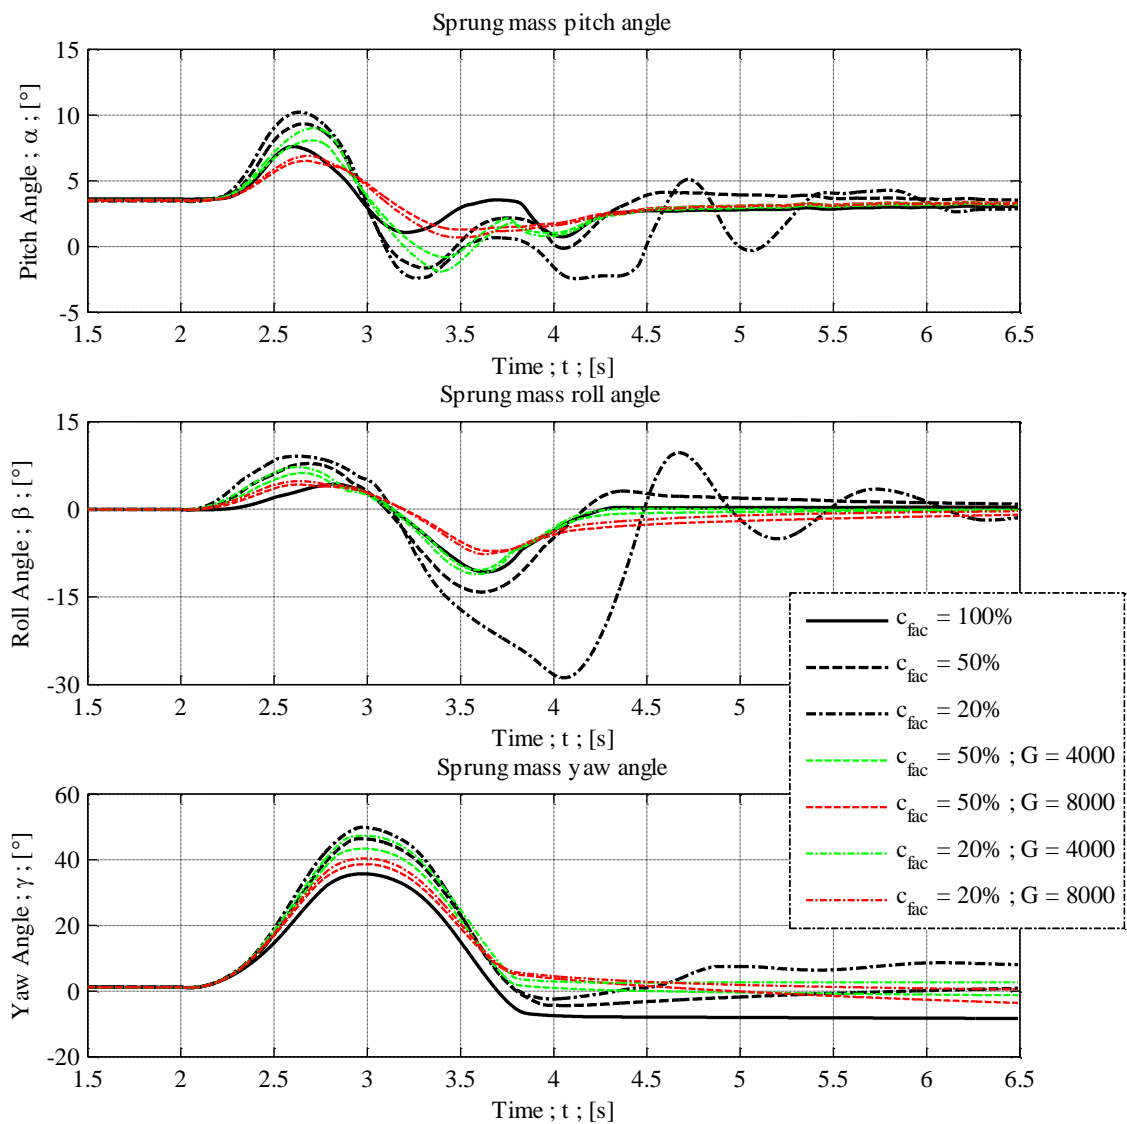 Sprung mass pitch angle
Pitch Angle ; α ; [°]
15
10
5
0
-5
1.5 2 2.5 3 3.5 4 4.5 5 5.5 6 6.5
Time ; t ; [s]
Sprung mass roll angle
Roll Angle ; β ; [°]
15
0
-15
-30
1.5 2 2.5 3 3.5 4 4.5 5
Time ; t ; [s]
c_fac = 100%
c_fac = 50%
c_fac = 20%
c_fac = 50% ; G = 4000
c_fac = 50% ; G = 8000
c_fac = 20% ; G = 4000
c_fac = 20% ; G = 8000
Sprung mass yaw angle
Yaw Angle ; γ ; [°]
60
40
20
0
-20
1.5 2 2.5 3 3.5 4 4.5 5 5.5 6 6.5
Time ; t ; [s]